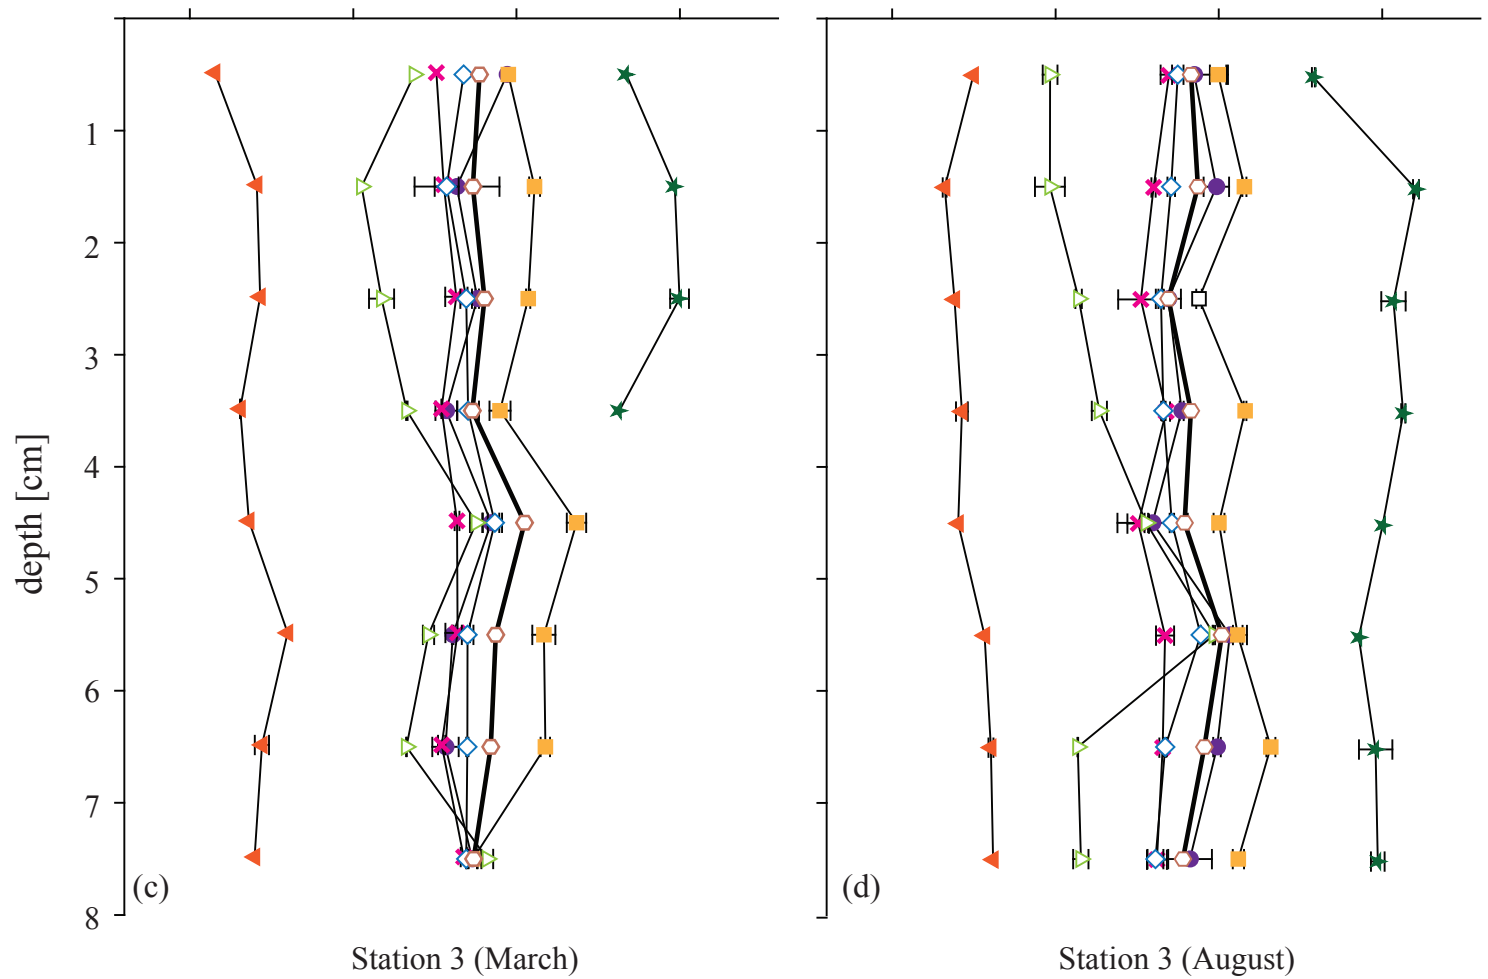 1
2
3
4
5
6
7
8
depth [cm]
(c)
(d)
Station 3 (March)
Station 3 (August)